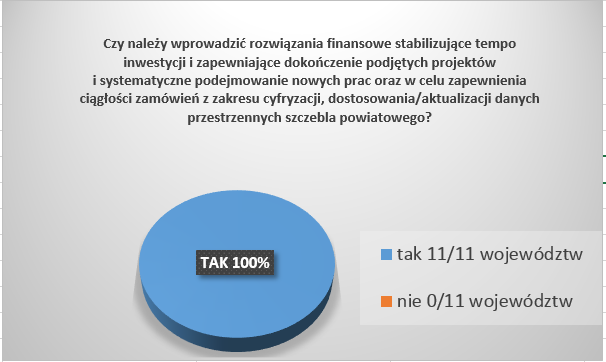 Czy należy wprowadzić rozwiązania finansowe stabilizujące tempo
inwestycji i zapewniające dokończenie podjętych projektów
i systematyczne podejmowanie nowych prac oraz w celu zapewnienia
ciągłości zamówień z zakresu cyfryzacji, dostosowania/aktualizacji danych
przestrzennych szczebla powiatowego?
TAK 100%
tak 11/11 województw
nie 0/11 województw